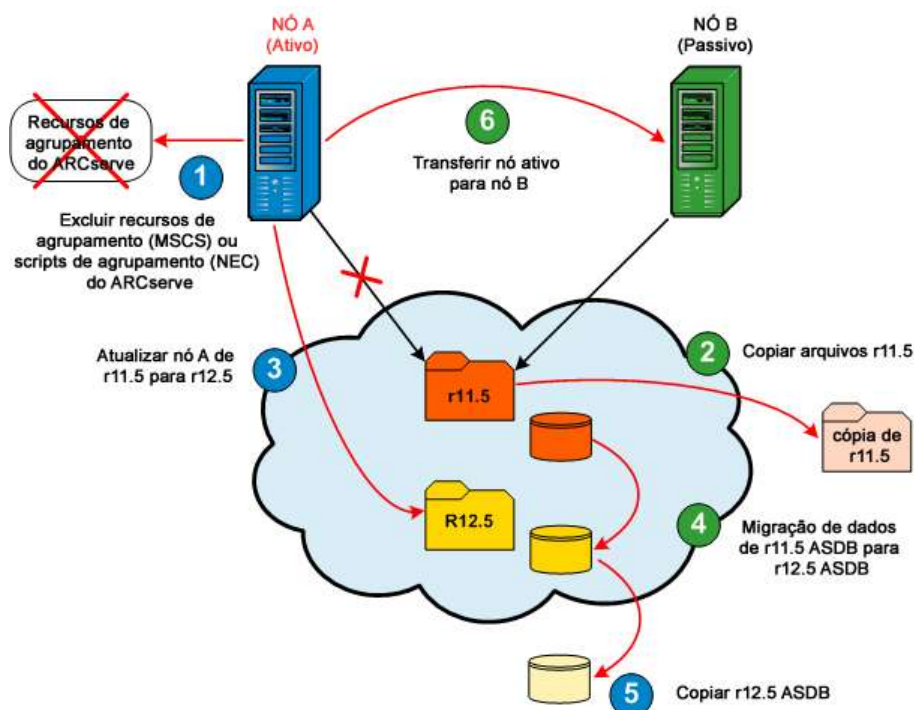 NÓ A
(Ativo)
NÓ B
(Passivo)
Recursos de
agrupamento
do ARCserve
1
Excluir recursos de
agrupamento (MSCS) ou
scripts de agrupamento (NEC)
do ARCserve
6
Transferir nó ativo
para nó B
Atualizar nó A de
r11.5 para r12.5
3
2
Copiar arquivos r11.5
r11.5
cópia de
r11.5
R12.5
4
Migração de dados
de r11.5 ASDB para
r12.5 ASDB
5
Copiar r12.5 ASDB